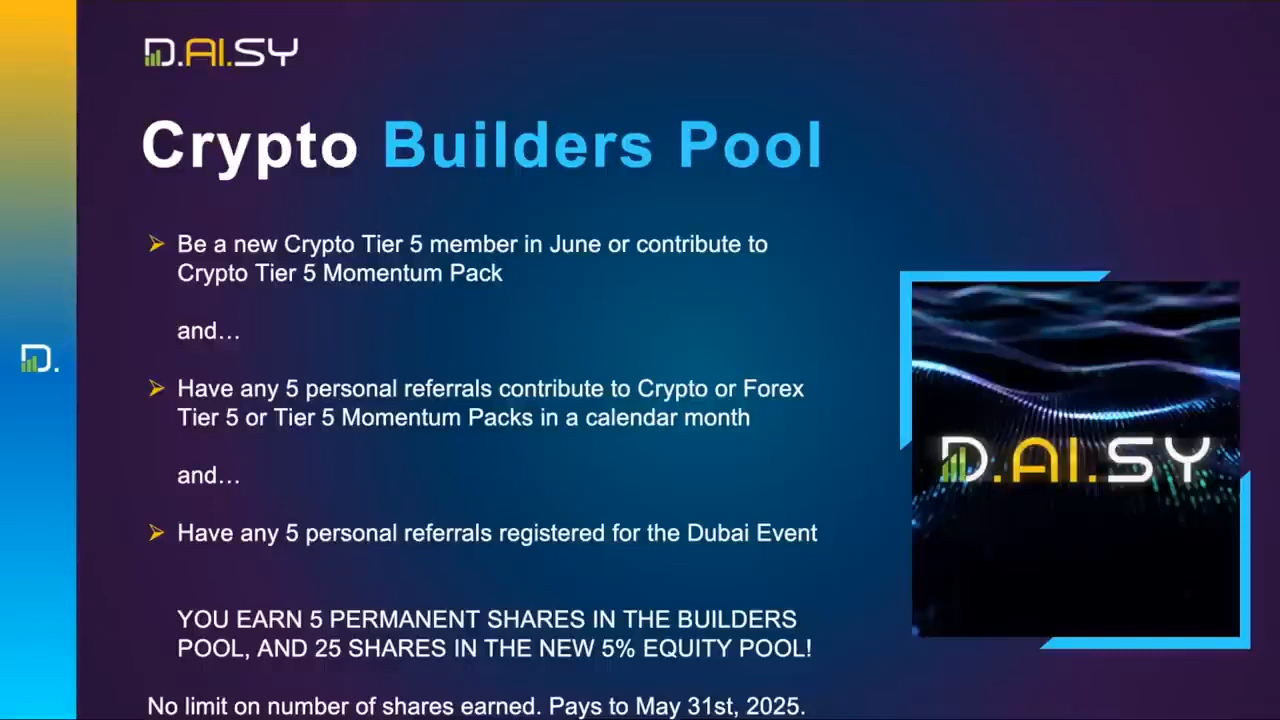 D.AI.SY
Crypto Builders Pool
Be a new Crypto Tier 5 member in June or contribute to
Crypto Tier 5 Momentum Pack
and…
Have any 5 personal referrals contribute to Crypto or Forex
Tier 5 or Tier 5 Momentum Packs in a calendar month
and…
D.
Have any 5 personal referrals registered for the Dubai Event
D.AI.SY
YOU EARN 5 PERMANENT SHARES IN THE BUILDERS
POOL, AND 25 SHARES IN THE NEW 5% EQUITY POOL!
No limit on number of shares earned. Pays to May 31st, 2025.